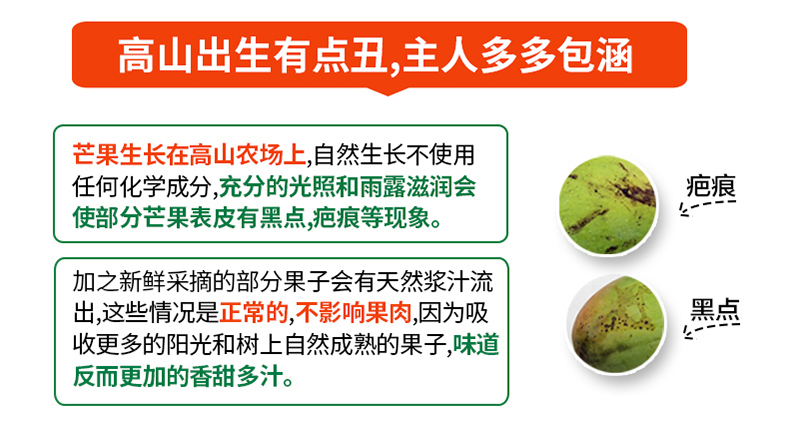 高山出生有点丑,主人多多包涵
芒果生长在高山农场上,自然生长不使用
任何化学成分,充分的光照和雨露滋润会
使部分芒果表皮有黑点,疤痕等现象。
疤痕
加之新鲜采摘的部分果子会有天然浆汁流
出,这些情况是正常的,不影响果肉,因为吸
收更多的阳光和树上自然成熟的果子,味道
反而更加的香甜多汁。
黑点